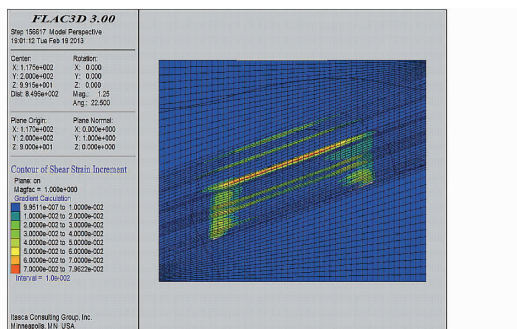 FLAC3D 3.00
Step 156617 Model Perspective
19:01:12 Tue Feb 19 2013
Center: Rotation:
X: 1.175e+002 X: 0.000
Y: 2.000e+002 Y: 0.000
Z: 9.915e+001 Z: 0.000
Dist: 8.496e+002 Mag.: 1.25
Ang.: 22.500
Plane Origin: Plane Normal:
X: 1.170e+002 X: 0.000e+000
Y: 2.000e+002 Y: 1.000e+000
Z: 9.000e+001 Z: 0.000e+000
Contour of Shear Strain Increment
Plane: on
Magfac = 1.000e+000
Gradient Calculation
9.9511e-007 to 1.0000e-002
1.0000e-002 to 2.0000e-002
2.0000e-002 to 3.0000e-002
3.0000e-002 to 4.0000e-002
4.0000e-002 to 5.0000e-002
5.0000e-002 to 6.0000e-002
6.0000e-002 to 7.0000e-002
7.0000e-002 to 7.9622e-002
Interval = 1.0e-002
Itasca Consulting Group, Inc.
Minneapolis, MN USA